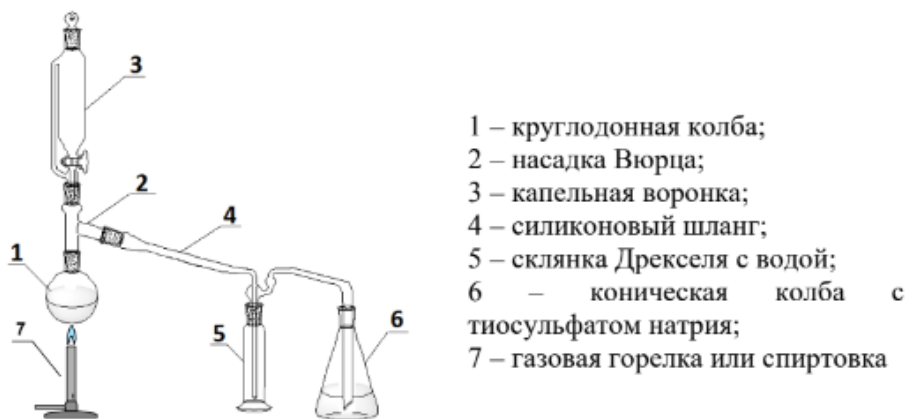 3
2
4
1
7
5
6
1 – круглодонная колба;
2 – насадка Вюрца;
3 – капельная воронка;
4 – силиконовый шланг;
5 – склянка Дрекселя с водой;
6 – коническая колба с
тиосульфатом натрия;
7 – газовая горелка или спиртовка